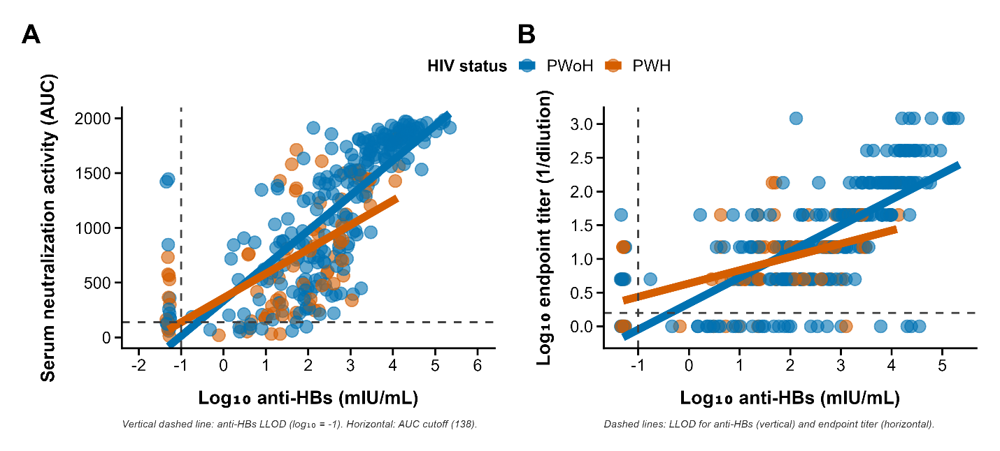 A
B
HIV status PWoH PWH
Serum neutralization activity (AUC)
2000
1500
1000
500
0
-2 -1 0 1 2 3 4 5 6
Log₁₀ anti-HBs (mIU/mL)
Vertical dashed line: anti-HBs LLOD (log₁₀ = -1). Horizontal: AUC cutoff (138).
Log₁₀ endpoint titer (1/dilution)
3.0
2.5
2.0
1.5
1.0
0.5
0.0
-1 0 1 2 3 4 5
Log₁₀ anti-HBs (mIU/mL)
Dashed lines: LLOD for anti-HBs (vertical) and endpoint titer (horizontal).